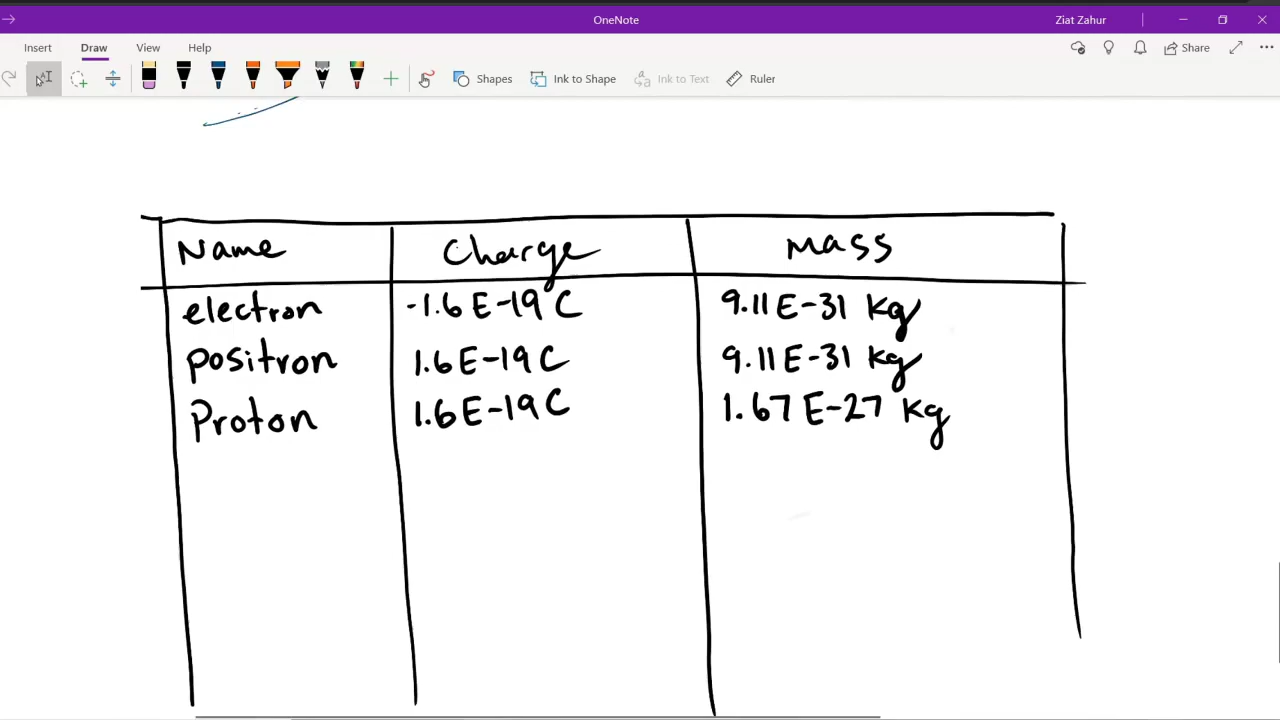 OneNote
Ziat Zahur
Insert Draw View Help
Share
Shapes
Ink to Shape
Ink to Text
Ruler
Name Charge Mass
electron -1.6E-19 C 9.11E-31 kg
positron 1.6E-19 C 9.11E-31 kg
Proton 1.6E-19 C 1.67E-27 kg